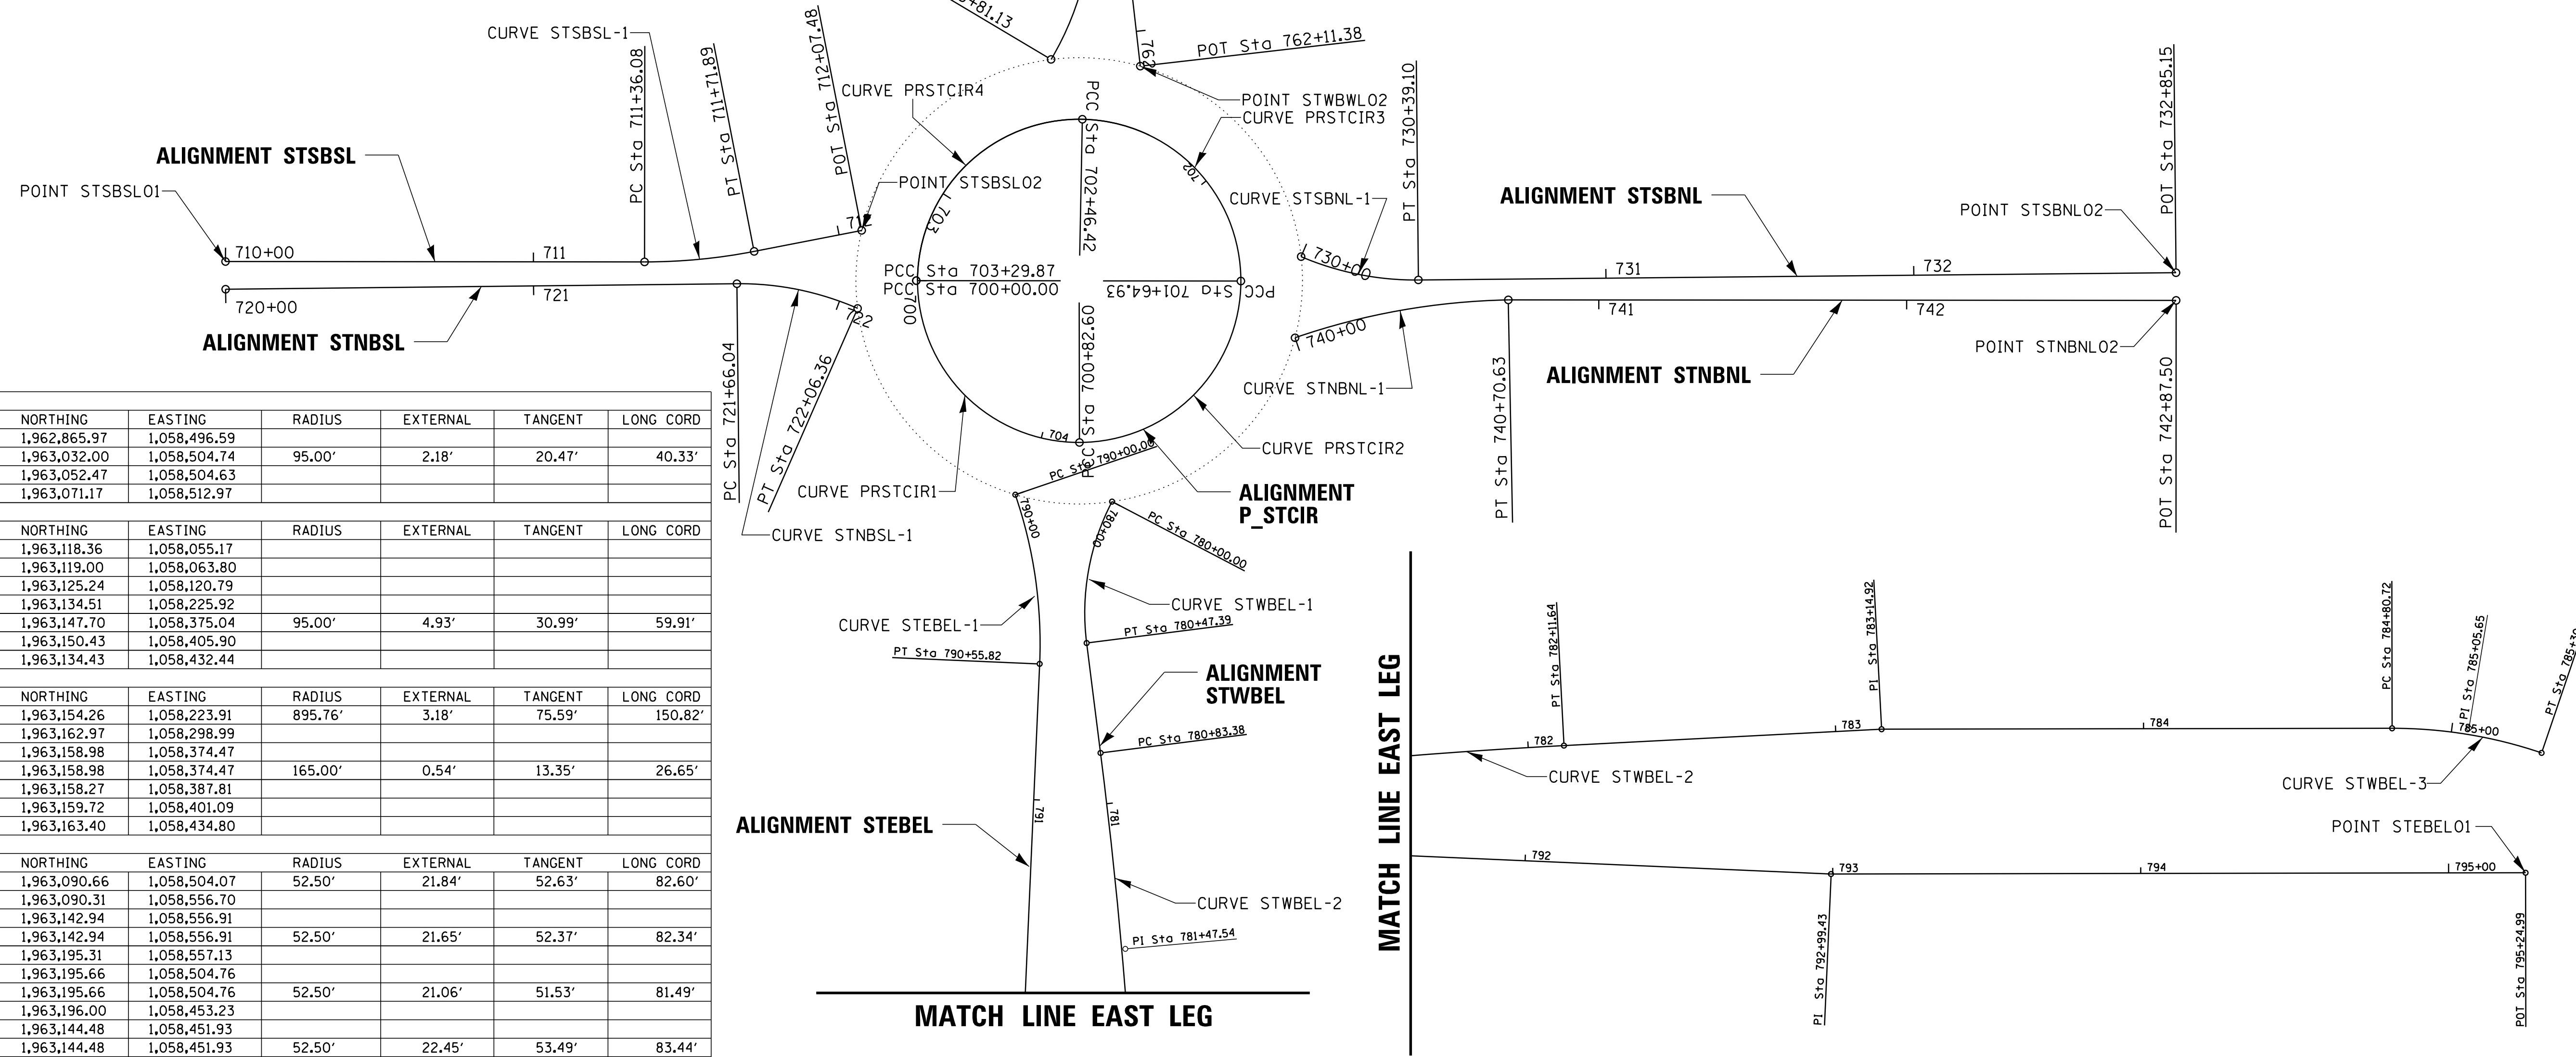 CURVE STSBSL-1
PC Sta 711+36.08
PT Sta 711+71.89
POT Sta 712+07.48
+81.13
762
POT Sta 762+11.38
CURVE PRSTCIR4
POINT STWBWL02
CURVE PRSTCIR3
PT Sta 730+39.10
POT Sta 732+85.15
ALIGNMENT STSBSL
POINT STSBSL01
POINT STSBSL02
PCC Sta 702+46.42
702
703
CURVE STSBNL-1
ALIGNMENT STSBNL
POINT STSBNL02
710+00
711
712
730+00
731
732
PCC Sta 703+29.87
PCC Sta 700+00.00
PCC Sta 701+64.93
700
720+00
721
722
ALIGNMENT STNBSL
PC Sta 721+66.04
PT Sta 722+06.36
PCC Sta 700+82.60
740+00
741
742
CURVE STNBNL-1
ALIGNMENT STNBNL
POINT STNBNL02
PT Sta 740+70.63
POT Sta 742+87.50
704
CURVE PRSTCIR1
CURVE PRSTCIR2
ALIGNMENT
P_STCIR
CURVE STNBSL-1
PC Sta 790+00.00
790+00
780+00
PC Sta 780+00.00
CURVE STEBEL-1
CURVE STWBEL-1
PT Sta 780+47.39
PT Sta 790+55.82
ALIGNMENT
STWBEL
PC Sta 780+83.38
791
781
ALIGNMENT STEBEL
CURVE STWBEL-2
PI Sta 781+47.54
MATCH LINE EAST LEG
MATCH LINE EAST LEG
PT Sta 782+11.64
PI Sta 783+14.92
PC Sta 784+80.72
PI Sta 785+05.65
PT Sta
782
783
784
785+00
CURVE STWBEL-2
CURVE STWBEL-3
POINT STEBEL01
792
793
794
795+00
PI Sta 792+99.43
POT Sta 795+24.99
NORTHING EASTING RADIUS EXTERNAL TANGENT LONG CORD
1,962,865.97 1,058,496.59
1,963,032.00 1,058,504.74 95.00' 2.18' 20.47' 40.33'
1,963,052.47 1,058,504.63
1,963,071.17 1,058,512.97
NORTHING EASTING RADIUS EXTERNAL TANGENT LONG CORD
1,963,118.36 1,058,055.17
1,963,119.00 1,058,063.80
1,963,125.24 1,058,120.79
1,963,134.51 1,058,225.92
1,963,147.70 1,058,375.04 95.00' 4.93' 30.99' 59.91'
1,963,150.43 1,058,405.90
1,963,134.43 1,058,432.44
NORTHING EASTING RADIUS EXTERNAL TANGENT LONG CORD
1,963,154.26 1,058,223.91 895.76' 3.18' 75.59' 150.82'
1,963,162.97 1,058,298.99
1,963,158.98 1,058,374.47
1,963,158.98 1,058,374.47 165.00' 0.54' 13.35' 26.65'
1,963,158.27 1,058,387.81
1,963,159.72 1,058,401.09
1,963,163.40 1,058,434.80
NORTHING EASTING RADIUS EXTERNAL TANGENT LONG CORD
1,963,090.66 1,058,504.07 52.50' 21.84' 52.63' 82.60'
1,963,090.31 1,058,556.70
1,963,142.94 1,058,556.91
1,963,142.94 1,058,556.91 52.50' 21.65' 52.37' 82.34'
1,963,195.31 1,058,557.13
1,963,195.66 1,058,504.76
1,963,195.66 1,058,504.76 52.50' 21.06' 51.53' 81.49'
1,963,196.00 1,058,453.23
1,963,144.48 1,058,451.93
1,963,144.48 1,058,451.93 52.50' 22.45' 53.49' 83.44'